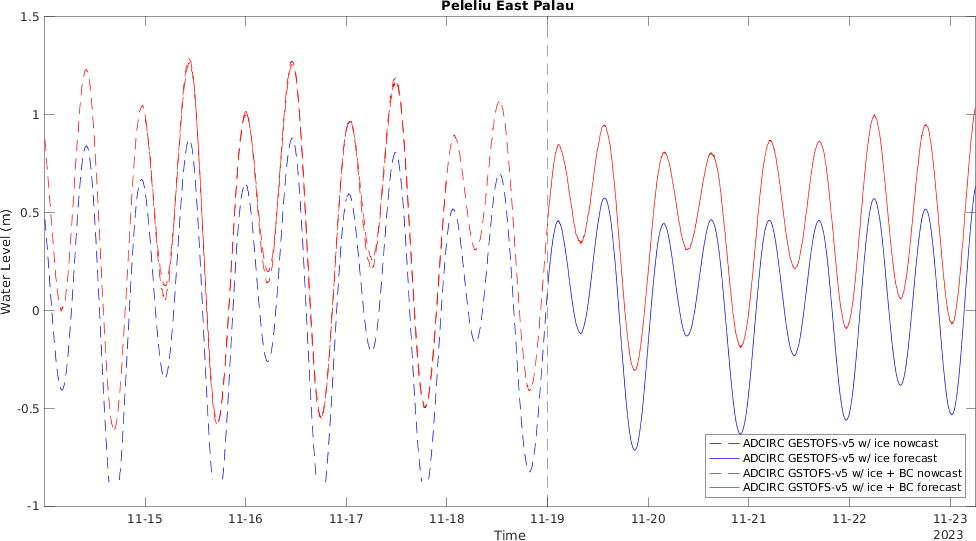 Peleliu East Palau
1.5
1
0.5
0
-0.5
-1
Water Level (m)
11-15
11-16
11-17
11-18
11-19
11-20
11-21
11-22
11-23
2023
Time
ADCIRC GESTOFS-v5 w/ ice nowcast
ADCIRC GESTOFS-v5 w/ ice forecast
ADCIRC GSTOFS-v5 w/ ice + BC nowcast
ADCIRC GSTOFS-v5 w/ ice + BC forecast